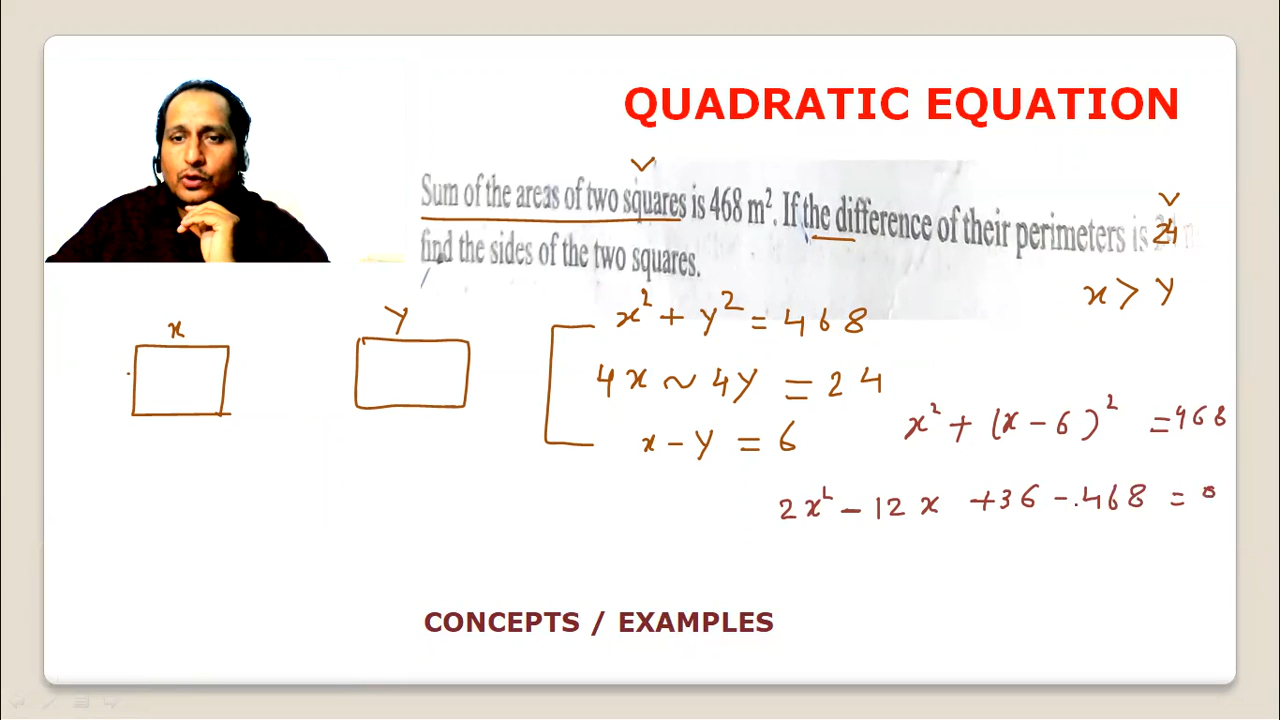 QUADRATIC EQUATION
Sum of the areas of two squares is 468 m². If the difference of their perimeters is 24
find the sides of the two squares.
x > y
x
y
x² + y² = 468
4x ~ 4y = 24
x - y = 6
x² + (x - 6)² = 468
2x² - 12x + 36 - 468 = 0
CONCEPTS / EXAMPLES